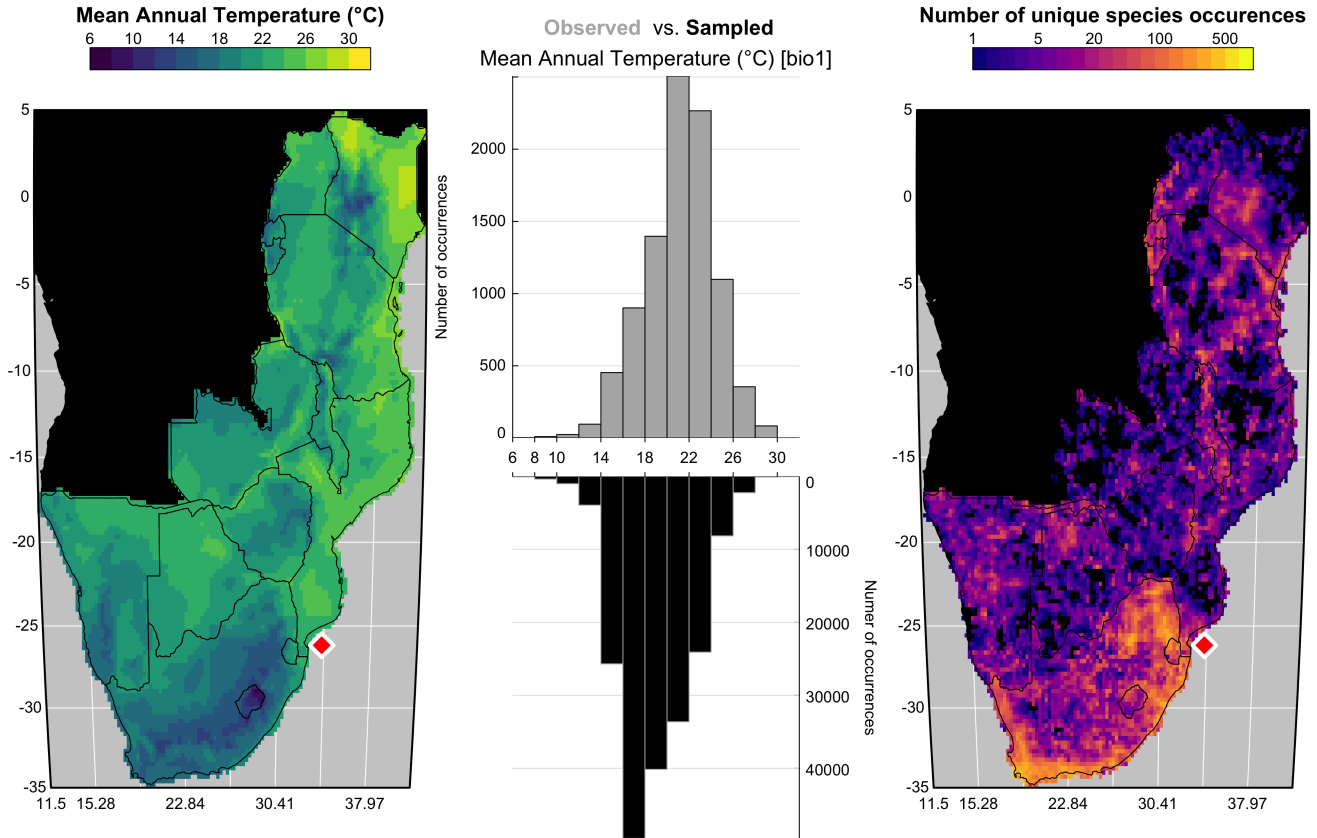 Mean Annual Temperature (°C)
6 10 14 18 22 26 30
5
0
-5
-10
-15
-20
-25
-30
-35
11.5 15.28 22.84 30.41 37.97
Observed vs. Sampled
Mean Annual Temperature (°C) [bio1]
Number of occurrences
2000
1500
1000
500
0
6 8 10 14 18 22 26 30
0
10000
20000
30000
40000
Numer of occurrences
Number of unique species occurences
1 5 20 100 500
5
0
-5
-10
-15
-20
-25
-30
-35
11.5 15.28 22.84 30.41 37.97